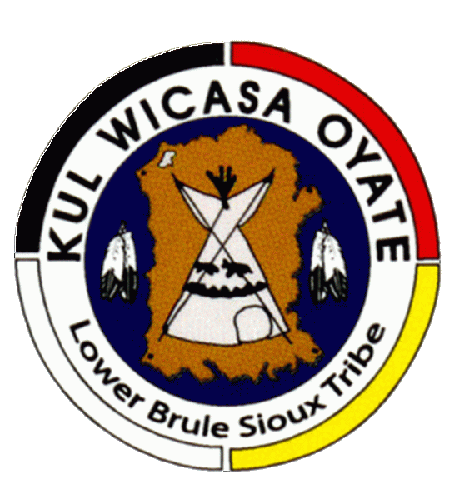 KUL WICASA OYATE
Lower Brule Sioux Tribe